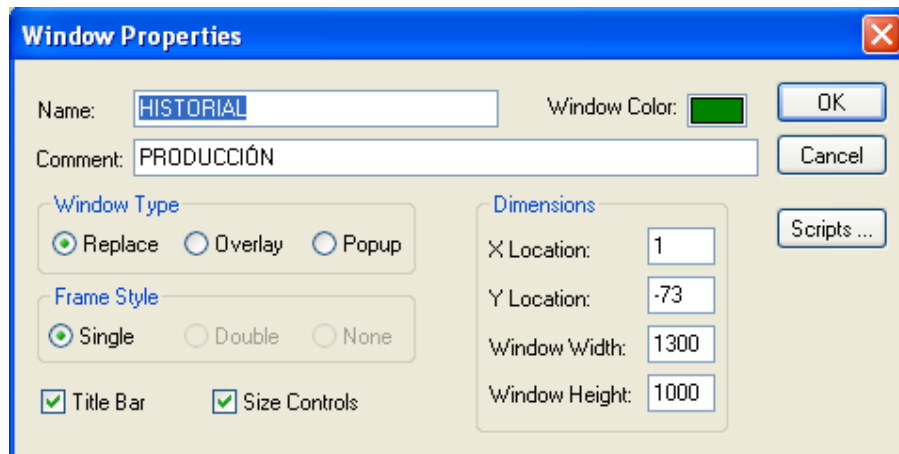 Window Properties
Name: HISTORIAL Window Color: OK
Comment: PRODUCCIÓN Cancel
Window Type Dimensions Scripts ...
Replace Overlay Popup X Location: 1
Frame Style Y Location: -73
Single Double None Window Width: 1300
Title Bar Size Controls Window Height: 1000